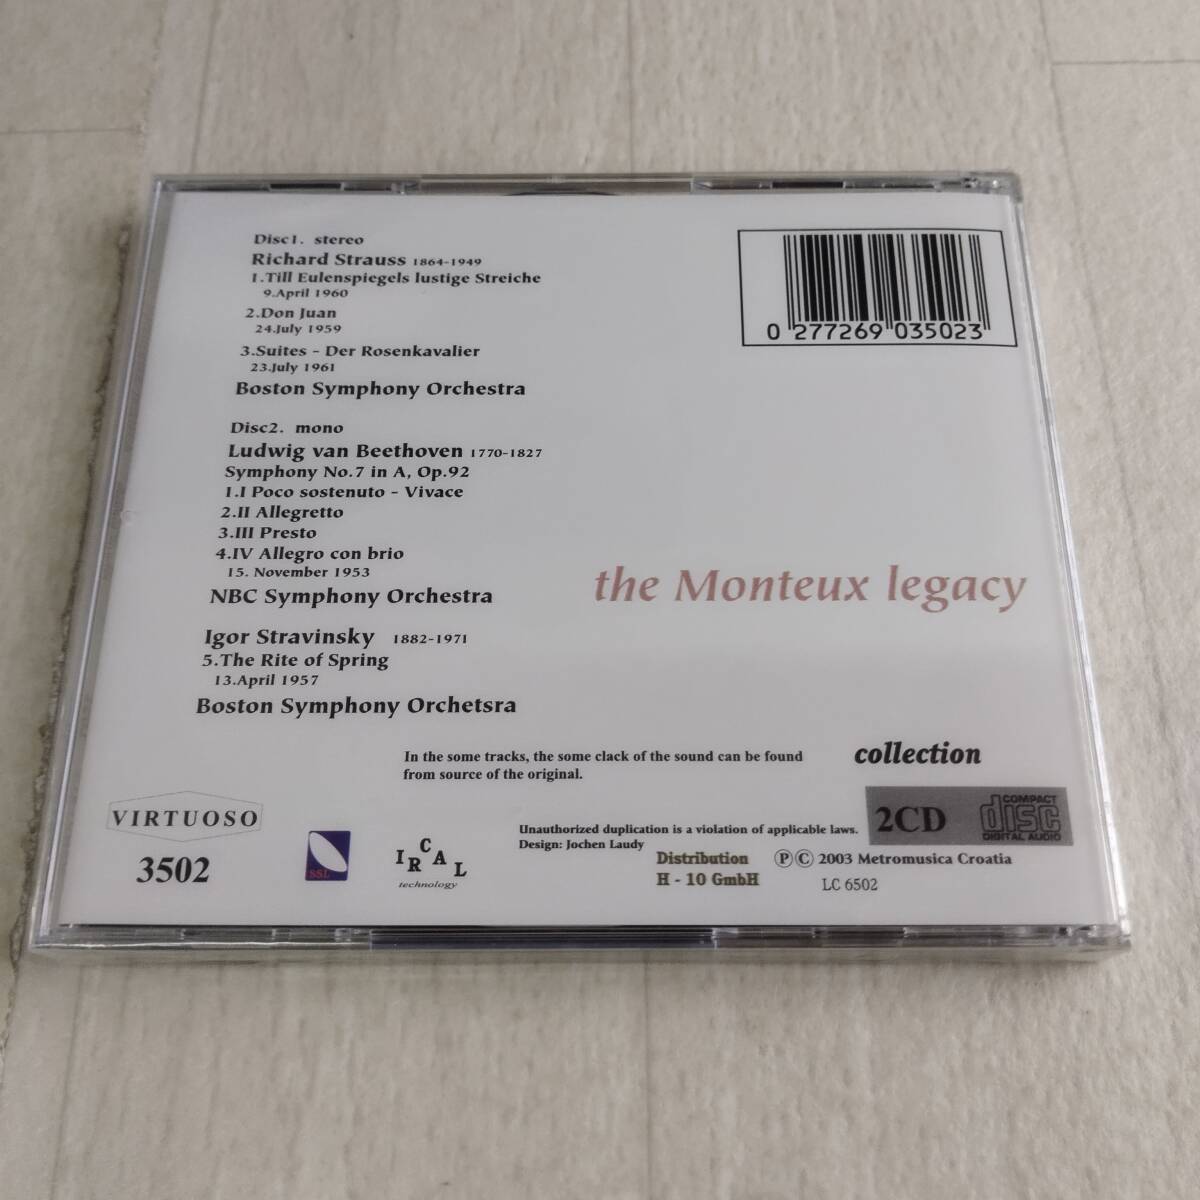 Disc1. stereo
Richard Strauss 1864-1949
1.Till Eulenspiegels lustige Streiche
9.April 1960
2.Don Juan
24.July 1959
3.Suites - Der Rosenkavalier
23.July 1961
Boston Symphony Orchestra
Disc2. mono
Ludwig van Beethoven 1770-1827
Symphony No.7 in A, Op.92
1.I Poco sostenuto - Vivace
2.II Allegretto
3.III Presto
4.IV Allegro con brio
15. November 1953
NBC Symphony Orchestra
Igor Stravinsky 1882-1971
5.The Rite of Spring
13.April 1957
Boston Symphony Orchetsra
0 277269 035023
the Monteux legacy
In the some tracks, the some clack of the sound can be found
from source of the original.
collection
VIRTUOSO
3502
SSL
IRCAL
technology
Unauthorized duplication is a violation of applicable laws.
Design: Jochen Laudy
Distribution
H - 10 GmbH
2CD
COMPACT
disc
DIGITAL AUDIO
ⓅⒸ 2003 Metromusica Croatia
LC 6502